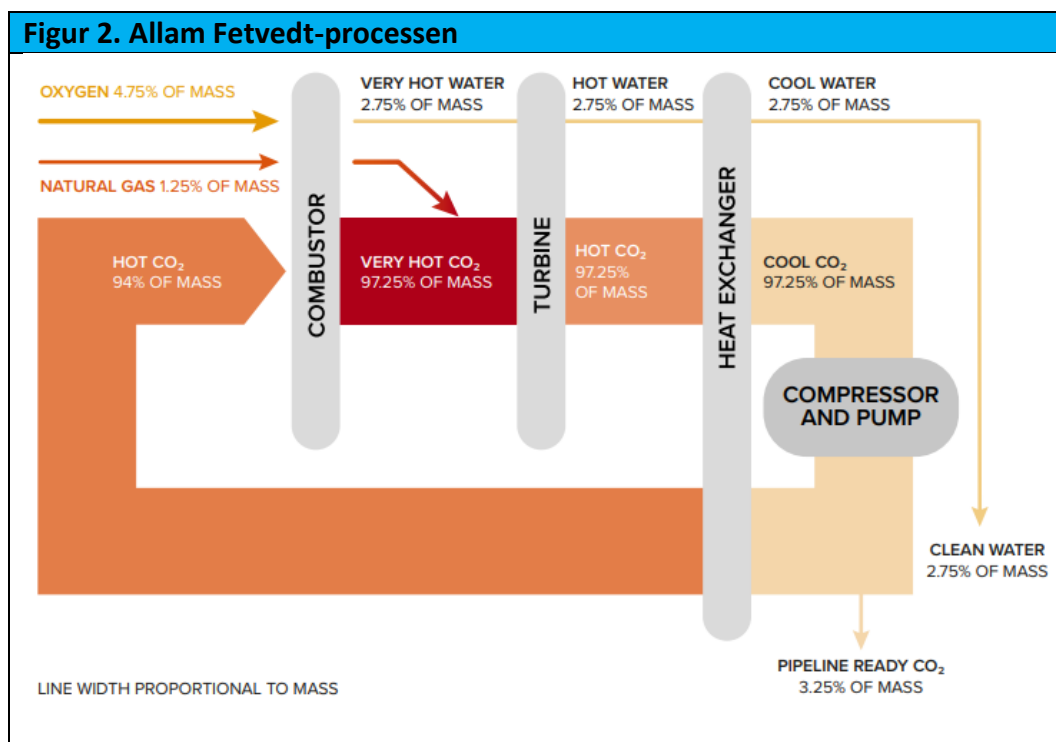 Figur 2. Allam Fetvedt-processen
OXYGEN 4.75% OF MASS
VERY HOT WATER
2.75% OF MASS
HOT WATER
2.75% OF MASS
COOL WATER
2.75% OF MASS
NATURAL GAS 1.25% OF MASS
HOT CO₂
94% OF MASS
COMBUSTOR
VERY HOT CO₂
97.25% OF MASS
TURBINE
HOT CO₂
97.25%
OF MASS
HEAT EXCHANGER
COOL CO₂
97.25% OF MASS
COMPRESSOR
AND PUMP
CLEAN WATER
2.75% OF MASS
PIPELINE READY CO₂
3.25% OF MASS
LINE WIDTH PROPORTIONAL TO MASS